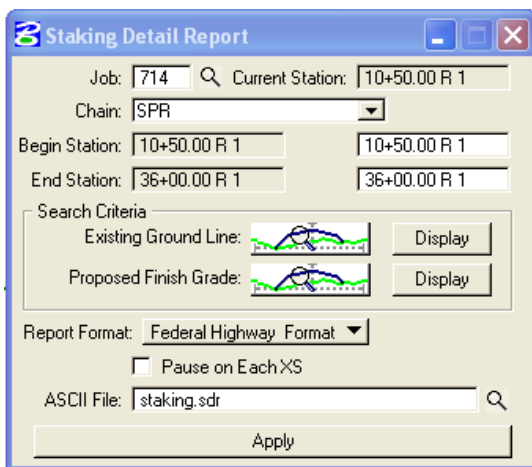 Staking Detail Report
Job: 714 Current Station: 10+50.00 R 1
Chain: SPR
Begin Station: 10+50.00 R 1 10+50.00 R 1
End Station: 36+00.00 R 1 36+00.00 R 1
Search Criteria
Existing Ground Line: Display
Proposed Finish Grade: Display
Report Format: Federal Highway Format
Pause on Each XS
ASCII File: staking.sdr
Apply